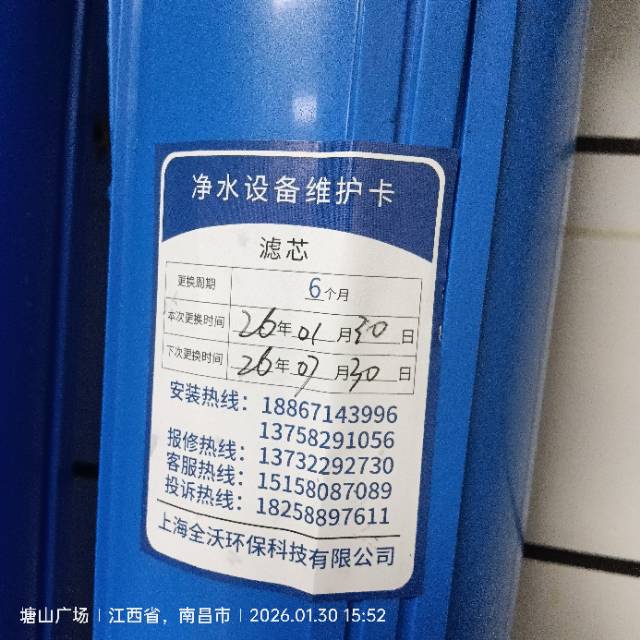 净水设备维护卡
滤芯
更换周期 6个月
本次更换时间 26年01月30日
下次更换时间 26年07月30日
安装热线：18867143996
13758291056
报修热线：13732292730
客服热线：15158087089
投诉热线：18258897611
上海全沃环保科技有限公司
塘山广场 | 江西省，南昌市 | 2026.01.30 15:52